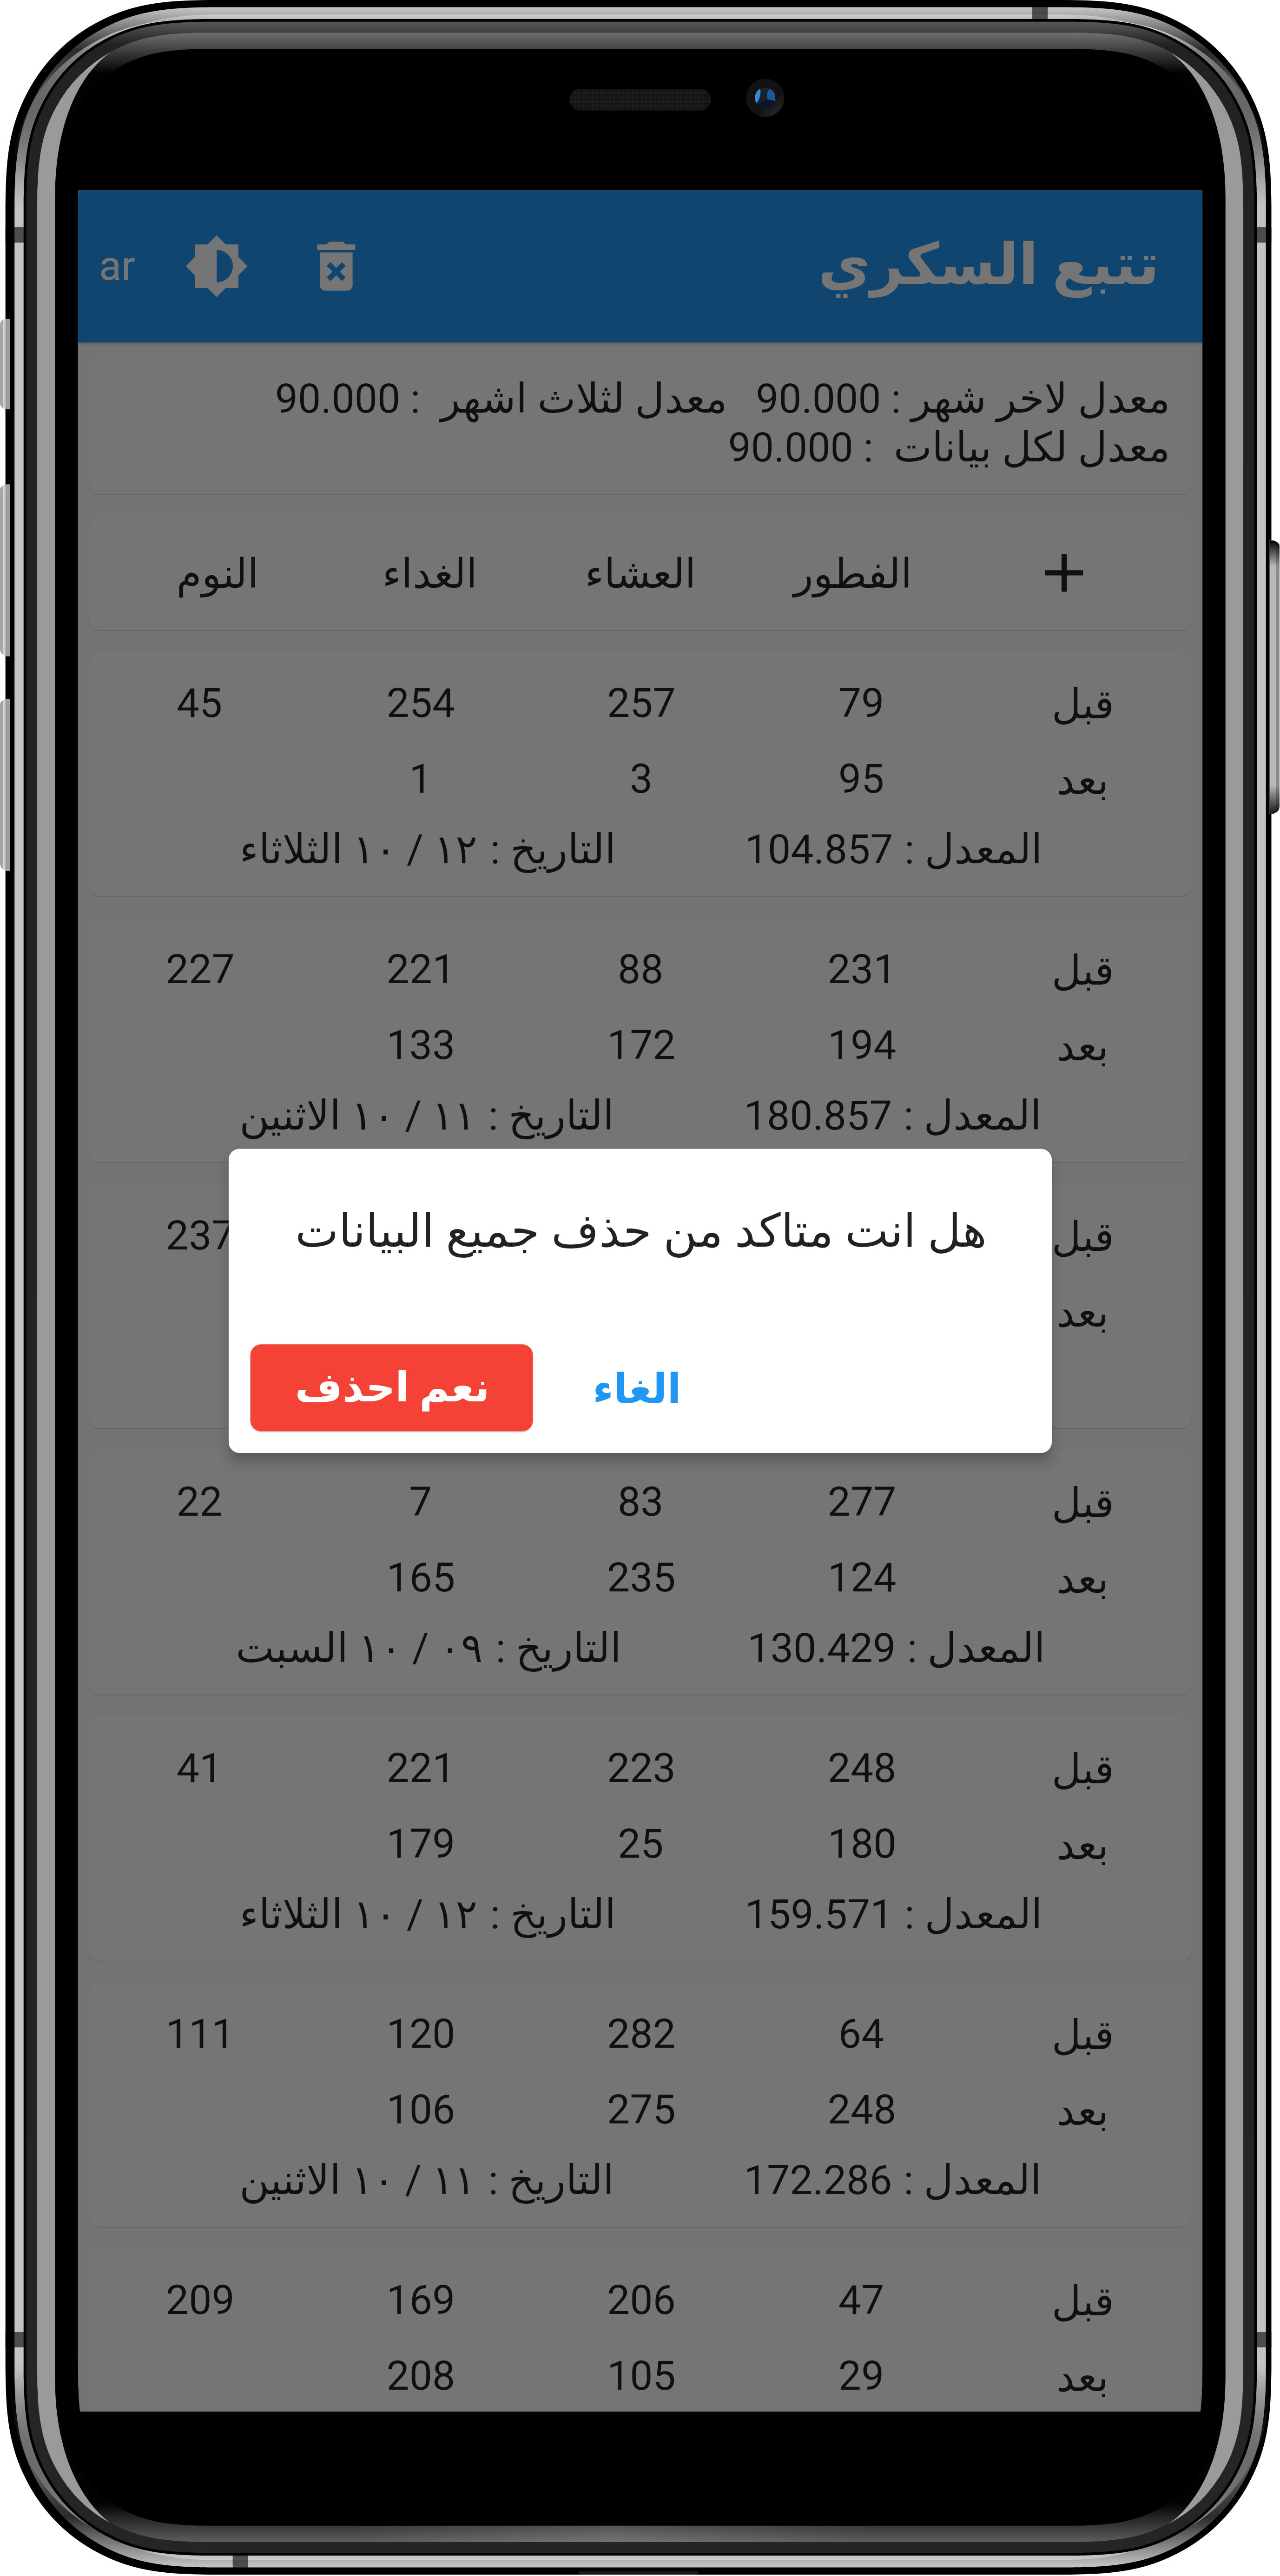 تتبع السكري ar
معدل لاخر شهر : 90.000 معدل لثلاث اشهر : 90.000
معدل لكل بيانات : 90.000
+ الفطور العشاء الغداء النوم
قبل 79 257 254 45
بعد 95 3 1
المعدل : 104.857 التاريخ : ١٢ / ١٠ الثلاثاء
قبل 231 88 221 227
بعد 194 172 133
المعدل : 180.857 التاريخ : ١١ / ١٠ الاثنين
قبل 237
هل انت متاكد من حذف جميع البيانات
بعد
الغاء نعم احذف
قبل 277 83 7 22
بعد 124 235 165
المعدل : 130.429 التاريخ : ٠٩ / ١٠ السبت
قبل 248 223 221 41
بعد 180 25 179
المعدل : 159.571 التاريخ : ١٢ / ١٠ الثلاثاء
قبل 64 282 120 111
بعد 248 275 106
المعدل : 172.286 التاريخ : ١١ / ١٠ الاثنين
قبل 47 206 169 209
بعد 29 105 208